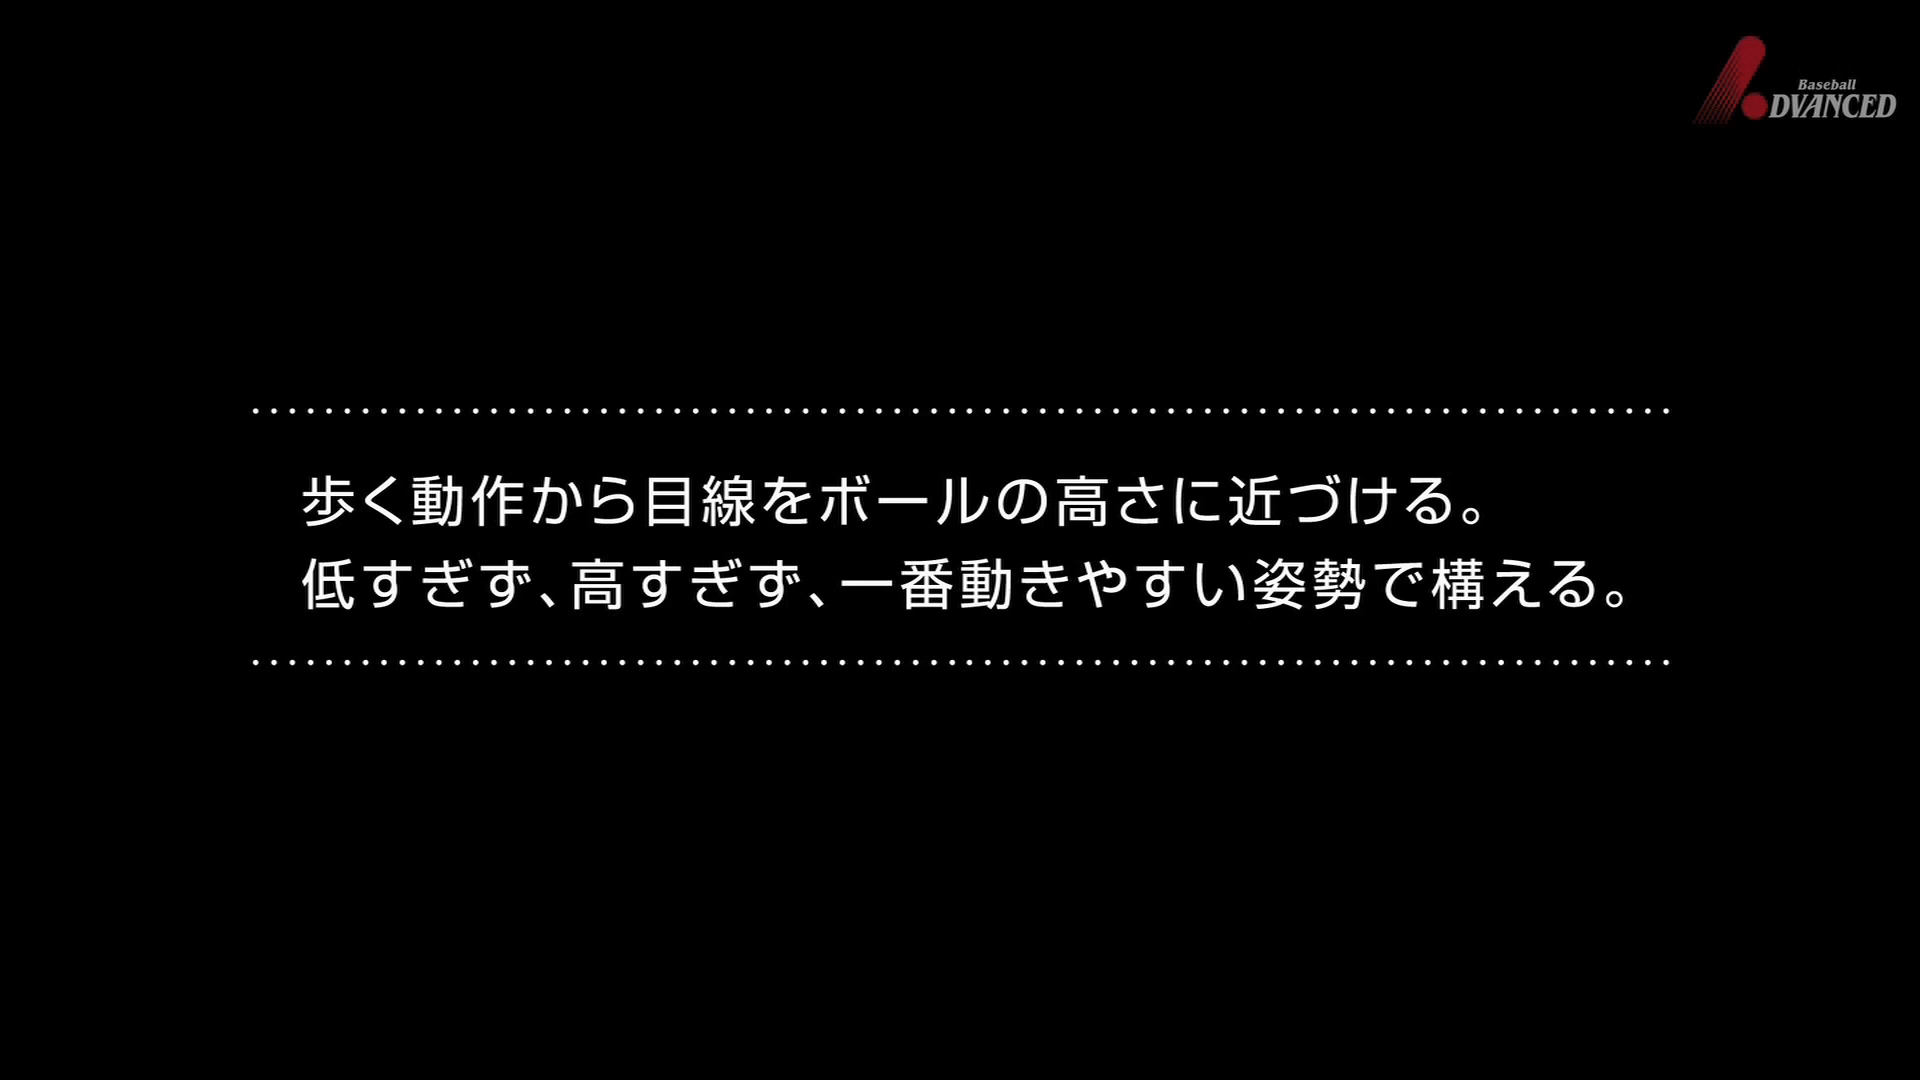 Baseball
DVANCED
歩く動作から目線をボールの高さに近づける。
低すぎず、高すぎず、一番動きやすい姿勢で構える。